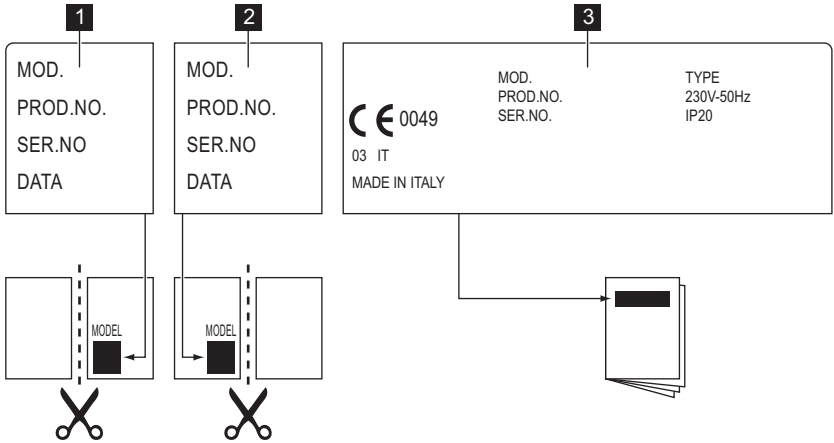 1
MOD.
PROD.NO.
SER.NO
DATA
2
MOD.
PROD.NO.
SER.NO
DATA
3
MOD. TYPE
PROD.NO. 230V-50Hz
SER.NO. IP20
CE 0049
03 IT
MADE IN ITALY
MODEL
MODEL